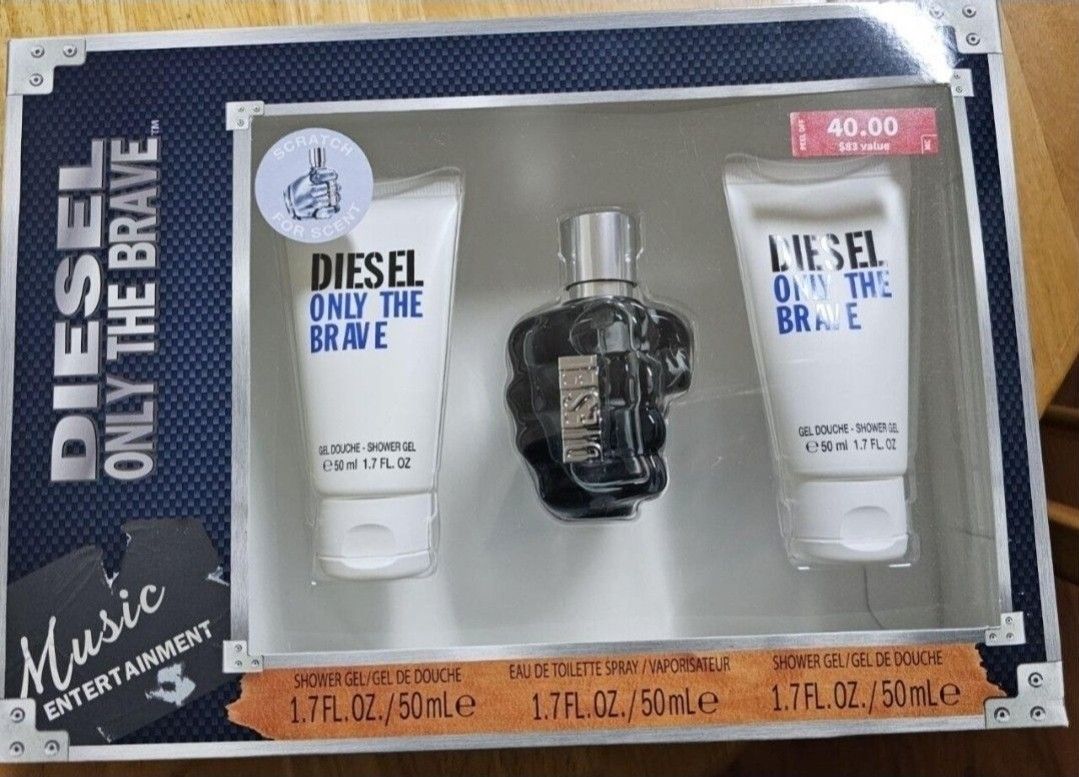 DIESEL
ONLY THE BRAVE™
SCRATCH
FOR SCENT
DIESEL
ONLY THE
BRAVE
GEL DOUCHE - SHOWER GEL
℮ 50 ml 1.7 FL. OZ
DIESEL
PEEL OFF
40.00
$83 value
DIESEL
ONLY THE
BRAVE
GEL DOUCHE - SHOWER GEL
℮ 50 ml 1.7 FL. OZ
Music
ENTERTAINMENT
SHOWER GEL/GEL DE DOUCHE
1.7FL.OZ./50mL℮
EAU DE TOILETTE SPRAY / VAPORISATEUR
1.7FL.OZ./50mL℮
SHOWER GEL/GEL DE DOUCHE
1.7FL.OZ./50mL℮